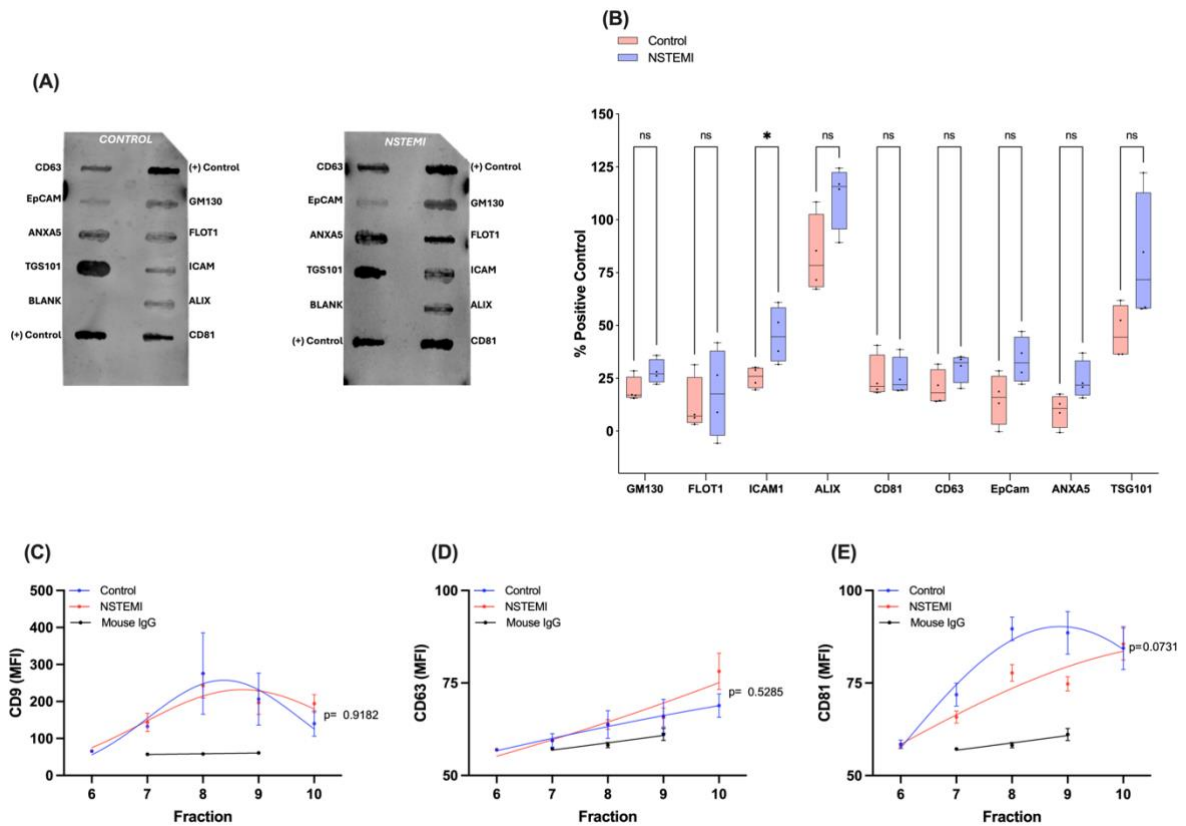 (A)
CONTROL
CD63
(+) Control
EpCAM
GM130
ANXA5
FLOT1
TGS101
ICAM
BLANK
ALIX
(+) Control
CD81
NSTEMI
CD63
(+) Control
EpCAM
GM130
ANXA5
FLOT1
TGS101
ICAM
BLANK
ALIX
(+) Control
CD81
(B)
Control
NSTEMI
% Positive Control
150
125
100
75
50
25
0
ns
ns
*
ns
ns
ns
ns
ns
ns
GM130
FLOT1
ICAM1
ALIX
CD81
CD63
EpCam
ANXA5
TSG101
(C)
Control
NSTEMI
Mouse IgG
CD9 (MFI)
500
400
300
200
100
0
p= 0.9182
6 7 8 9 10
Fraction
(D)
Control
NSTEMI
Mouse IgG
CD63 (MFI)
100
75
50
p= 0.5285
6 7 8 9 10
Fraction
(E)
Control
NSTEMI
Mouse IgG
CD81 (MFI)
100
75
50
p=0.0731
6 7 8 9 10
Fraction